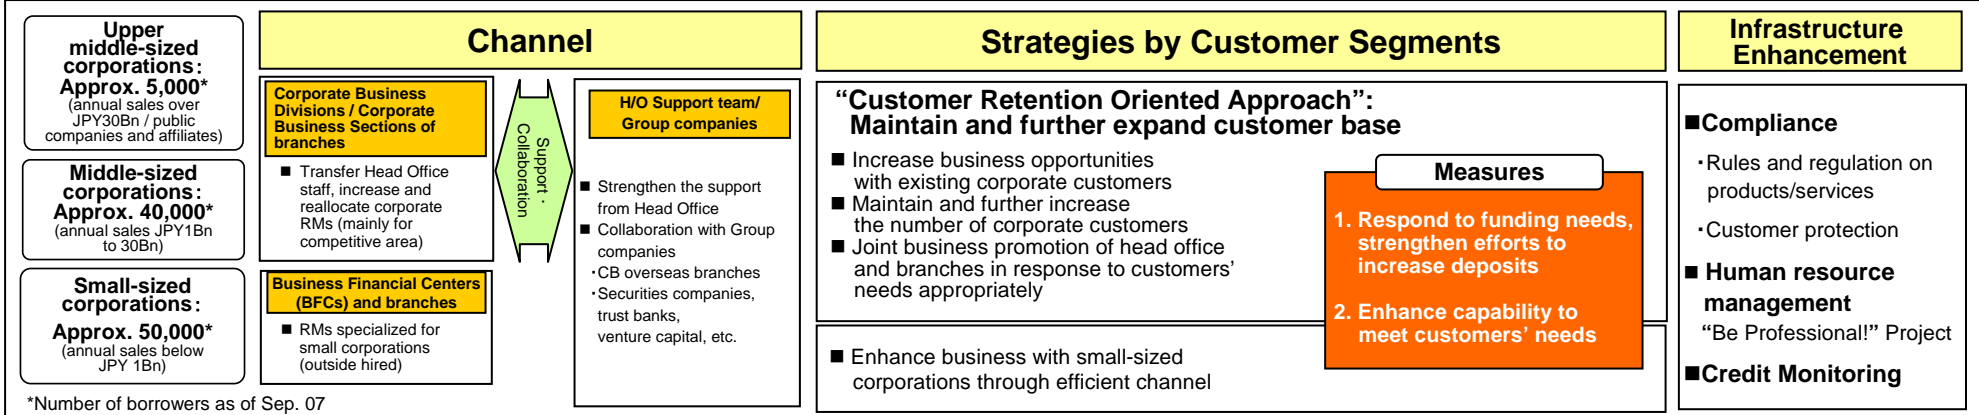 Upper
middle-sized
corporations:
Approx. 5,000*
(annual sales over
JPY30Bn / public
companies and affiliates)
Middle-sized
corporations:
Approx. 40,000*
(annual sales JPY1Bn
to 30Bn)
Small-sized
corporations:
Approx. 50,000*
(annual sales below
JPY 1Bn)
*Number of borrowers as of Sep. 07
Channel
Corporate Business
Divisions / Corporate
Business Sections of
branches
■ Transfer Head Office
staff, increase and
reallocate corporate
RMs (mainly for
competitive area)
Business Financial Centers
(BFCs) and branches
■ RMs specialized for
small corporations
(outside hired)
Support・
Collaboration
H/O Support team/
Group companies
■ Strengthen the support
from Head Office
■ Collaboration with Group
companies
・CB overseas branches
・Securities companies,
trust banks,
venture capital, etc.
Strategies by Customer Segments
“Customer Retention Oriented Approach”:
Maintain and further expand customer base
■ Increase business opportunities
with existing corporate customers
■ Maintain and further increase
the number of corporate customers
■ Joint business promotion of head office
and branches in response to customers’
needs appropriately
■ Enhance business with small-sized
corporations through efficient channel
Measures
1. Respond to funding needs,
strengthen efforts to
increase deposits
2. Enhance capability to
meet customers’ needs
Infrastructure
Enhancement
■Compliance
・Rules and regulation on
products/services
・Customer protection
■ Human resource
management
“Be Professional!” Project
■Credit Monitoring